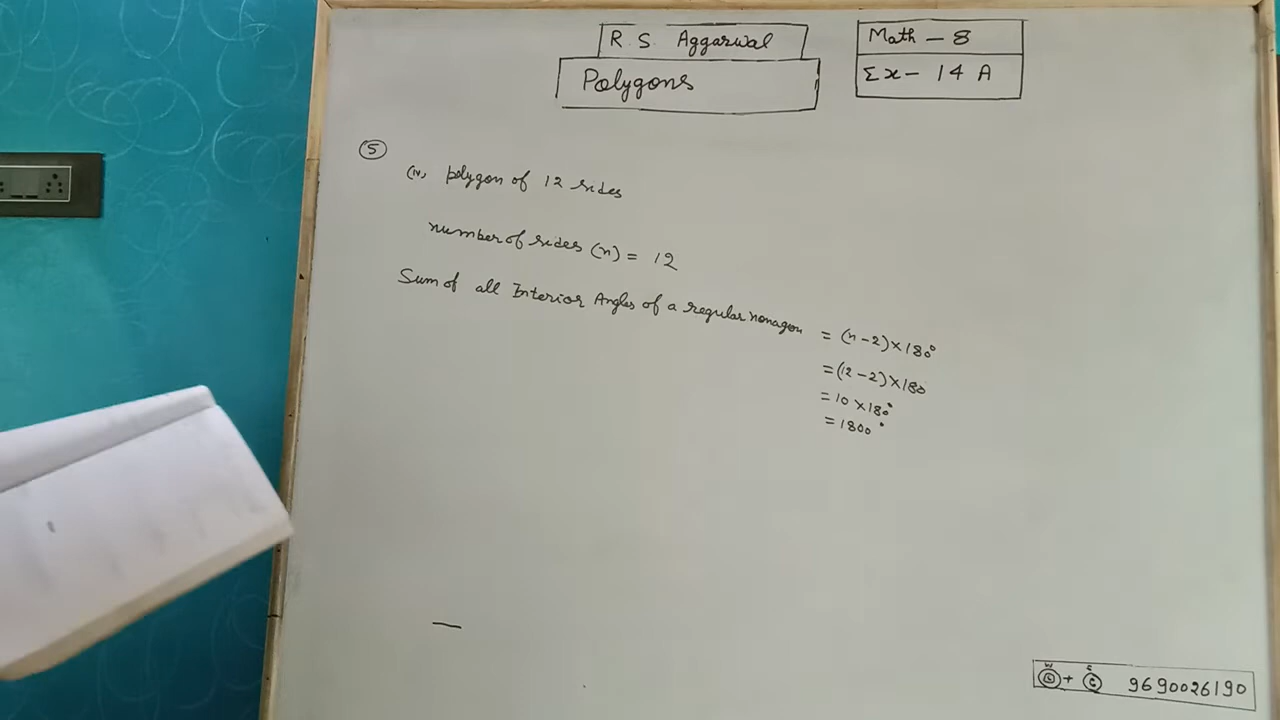 R S Aggarwal
Polygons
Math - 8
Ex - 14 A
5
(iv) polygon of 12 sides
number of sides (n) = 12
Sum of all Interior Angles of a regular nonagon = (n-2)×180°
= (12-2)×180
= 10×180°
= 1800°
9690026190